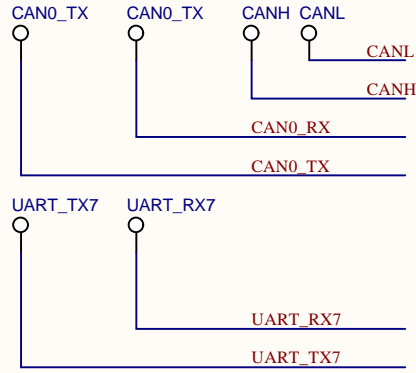 CAN0_TX CAN0_TX CANH CANL
CANL
CANH
CAN0_RX
CAN0_TX
UART_TX7 UART_RX7
UART_RX7
UART_TX7